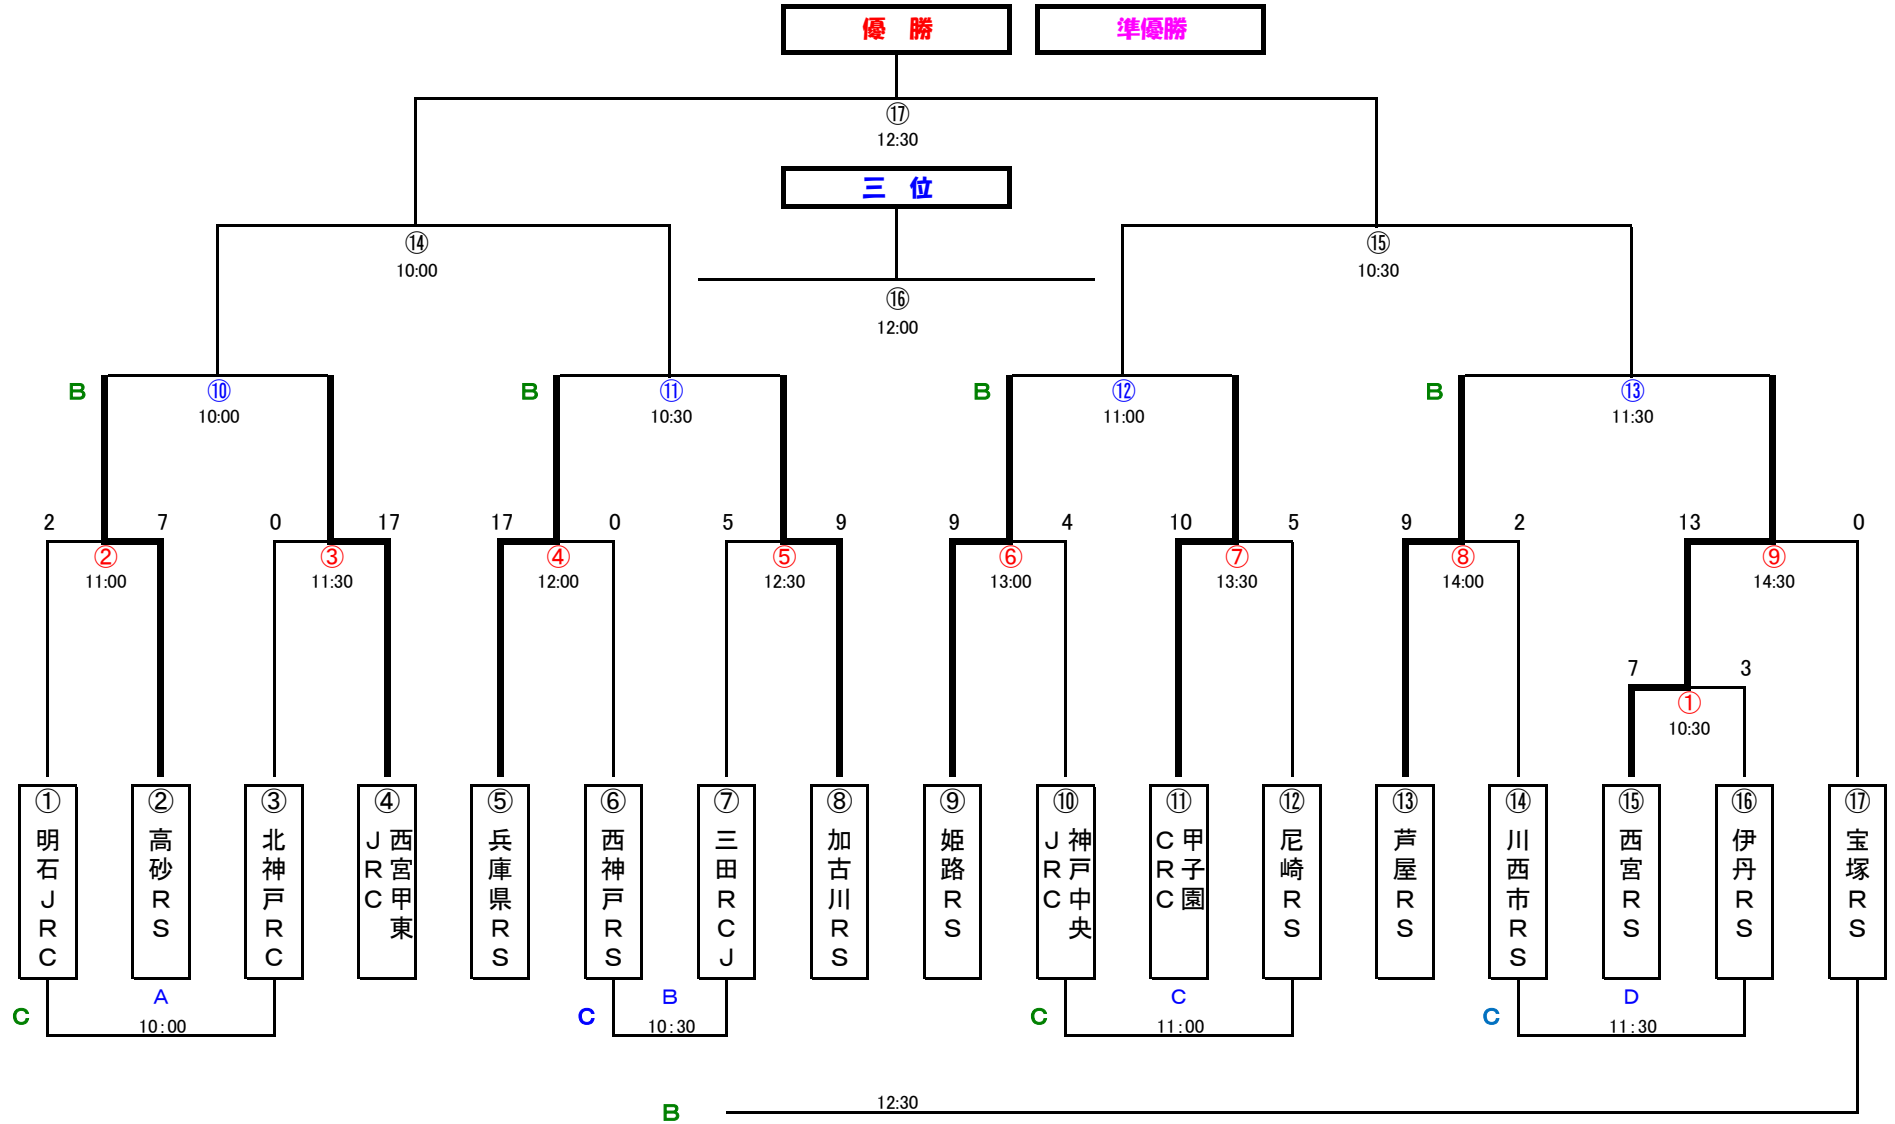 優　勝
準優勝
⑰
12:30
三　位
⑭
10:00
⑯
12:00
⑮
10:30
B
⑩
10:00
B
⑪
10:30
B
⑫
11:00
B
⑬
11:30
2
7
②
11:00
0
17
③
11:30
17
0
④
12:00
5
9
⑤
12:30
9
4
⑥
13:00
10
5
⑦
13:30
9
2
⑧
14:00
13
0
⑨
14:30
7
3
①
10:30
①
明石JRC
②
高砂RS
③
北神戸RC
④
西宮甲東
JRC
⑤
兵庫県RS
⑥
西神戸RS
⑦
三田RCJ
⑧
加古川RS
⑨
姫路RS
⑩
神戸中央
JRC
⑪
甲子園
CRC
⑫
尼崎RS
⑬
芦屋RS
⑭
川西市RS
⑮
西宮RS
⑯
伊丹RS
⑰
宝塚RS
C
A
10:00
C
B
10:30
C
C
11:00
C
D
11:30
B
12:30